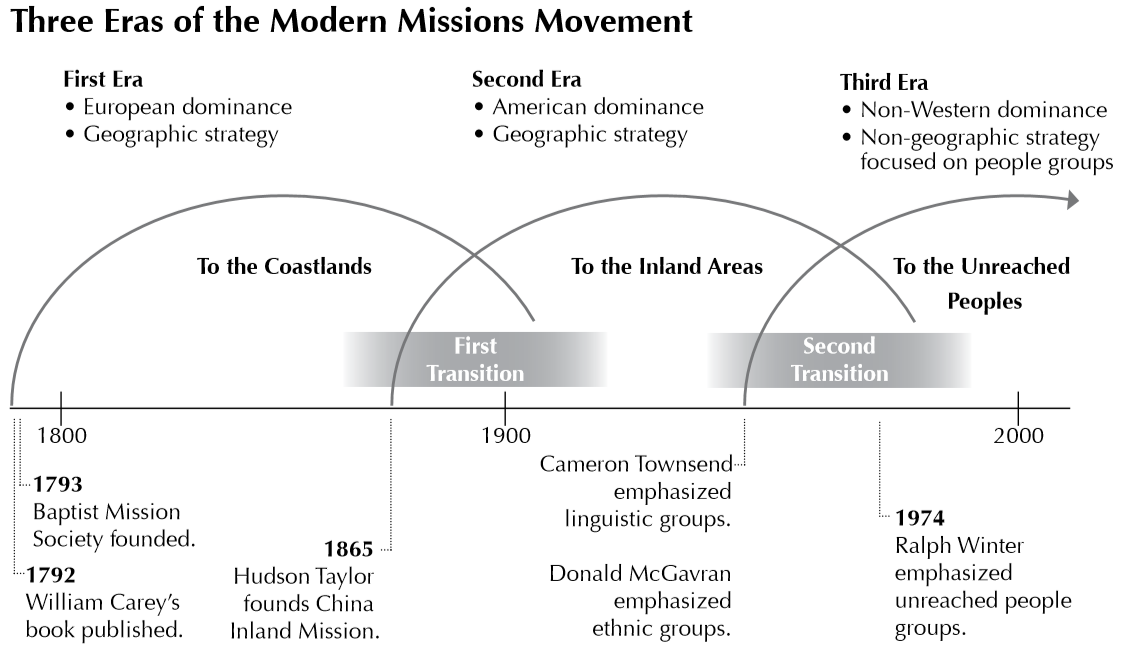 Three Eras of the Modern Missions Movement
First Era
• European dominance
• Geographic strategy
Second Era
• American dominance
• Geographic strategy
Third Era
• Non-Western dominance
• Non-geographic strategy
focused on people groups
To the Coastlands
To the Inland Areas
To the Unreached
Peoples
First
Transition
Second
Transition
1800
1900
2000
1793
Baptist Mission
Society founded.
1792
William Carey’s
book published.
1865
Hudson Taylor
founds China
Inland Mission.
Cameron Townsend
emphasized
linguistic groups.
Donald McGavran
emphasized
ethnic groups.
1974
Ralph Winter
emphasized
unreached people
groups.